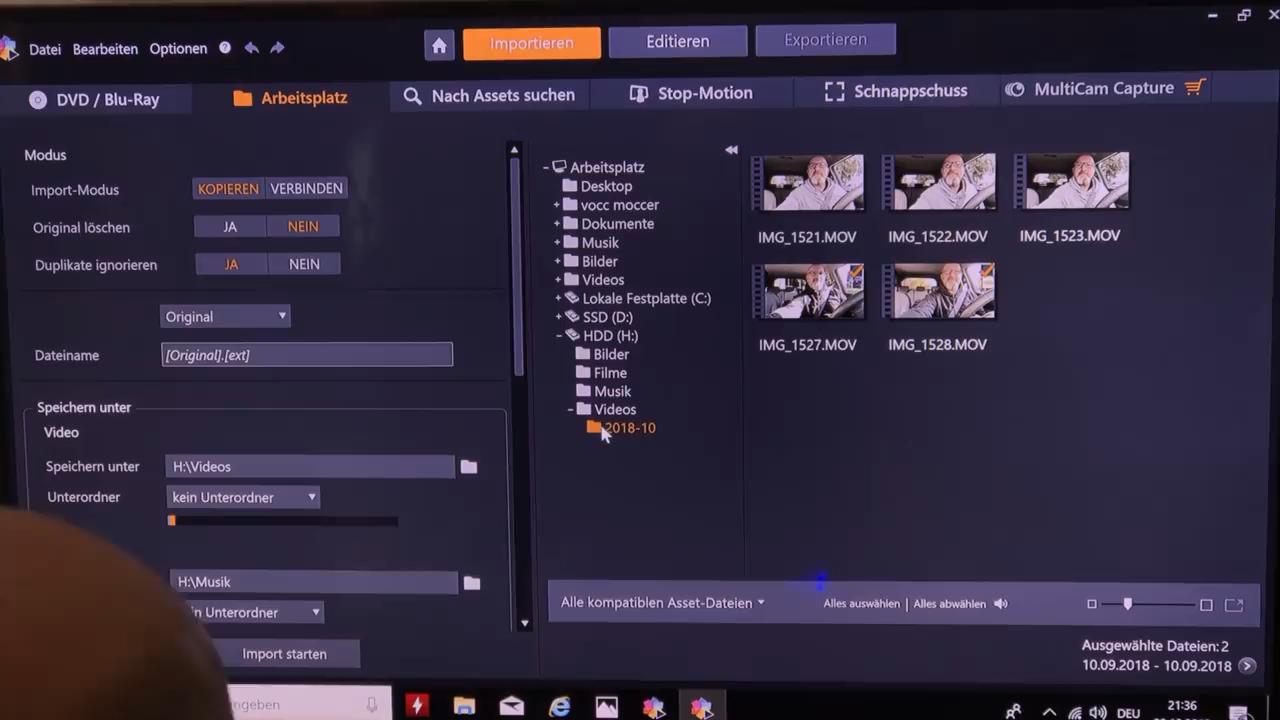 Datei Bearbeiten Optionen ? Importieren Editieren Exportieren
DVD / Blu-Ray Arbeitsplatz Nach Assets suchen Stop-Motion Schnappschuss MultiCam Capture
Modus
Import-Modus KOPIEREN VERBINDEN
Original löschen JA NEIN
Duplikate ignorieren JA NEIN
Original
Dateiname [Original].[ext]
Speichern unter
Video
Speichern unter H:\Videos
Unterordner kein Unterordner
H:\Musik
Unterordner
Import starten
Arbeitsplatz
Desktop
vocc moccer
Dokumente
Musik
Bilder
Videos
Lokale Festplatte (C:)
SSD (D:)
HDD (H:)
Bilder
Filme
Musik
Videos
2018-10
IMG_1521.MOV IMG_1522.MOV IMG_1523.MOV
IMG_1527.MOV IMG_1528.MOV
Alle kompatiblen Asset-Dateien Alles auswählen | Alles abwählen
Ausgewählte Dateien: 2
10.09.2018 - 10.09.2018
DEU 21:36